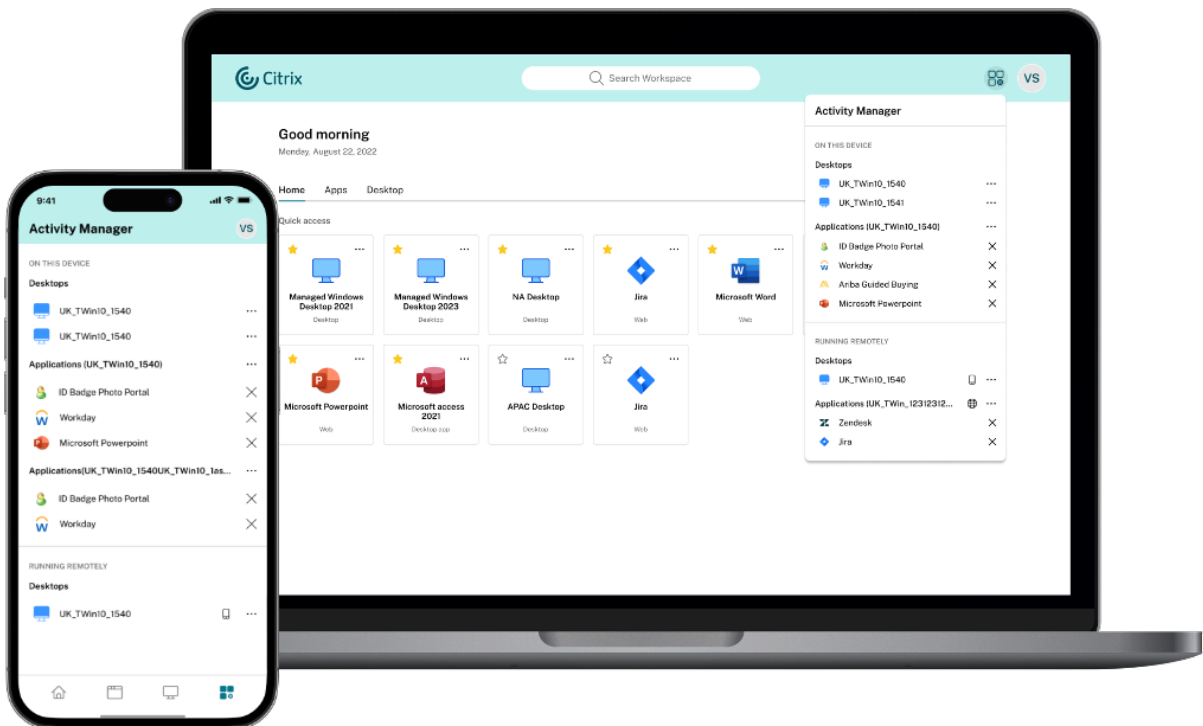 Citrix
Search Workspace
VS
Good morning
Monday, August 22, 2022
Home Apps Desktop
Quick access
Managed Windows
Desktop 2021
Desktop
Managed Windows
Desktop 2023
Desktop
NA Desktop
Desktop
Jira
Web
W
Microsoft Word
Web
P
Microsoft Powerpoint
Web
A
Microsoft access
2021
Desktop app
APAC Desktop
Desktop
Jira
Web
Activity Manager
ON THIS DEVICE
Desktops
UK_TWin10_1540
UK_TWin10_1541
Applications (UK_TWin10_1540)
ID Badge Photo Portal
Workday
Ariba Guided Buying
Microsoft Powerpoint
RUNNING REMOTELY
Desktops
UK_TWin10_1540
Applications (UK_TWin_12312312...
Zendesk
Jira
9:41
Activity Manager
VS
ON THIS DEVICE
Desktops
UK_TWin10_1540
UK_TWin10_1540
Applications (UK_TWin10_1540)
ID Badge Photo Portal
Workday
Microsoft Powerpoint
Applications(UK_TWin10_1540UK_TWin10_1as...
ID Badge Photo Portal
Workday
RUNNING REMOTELY
Desktops
UK_TWin10_1540